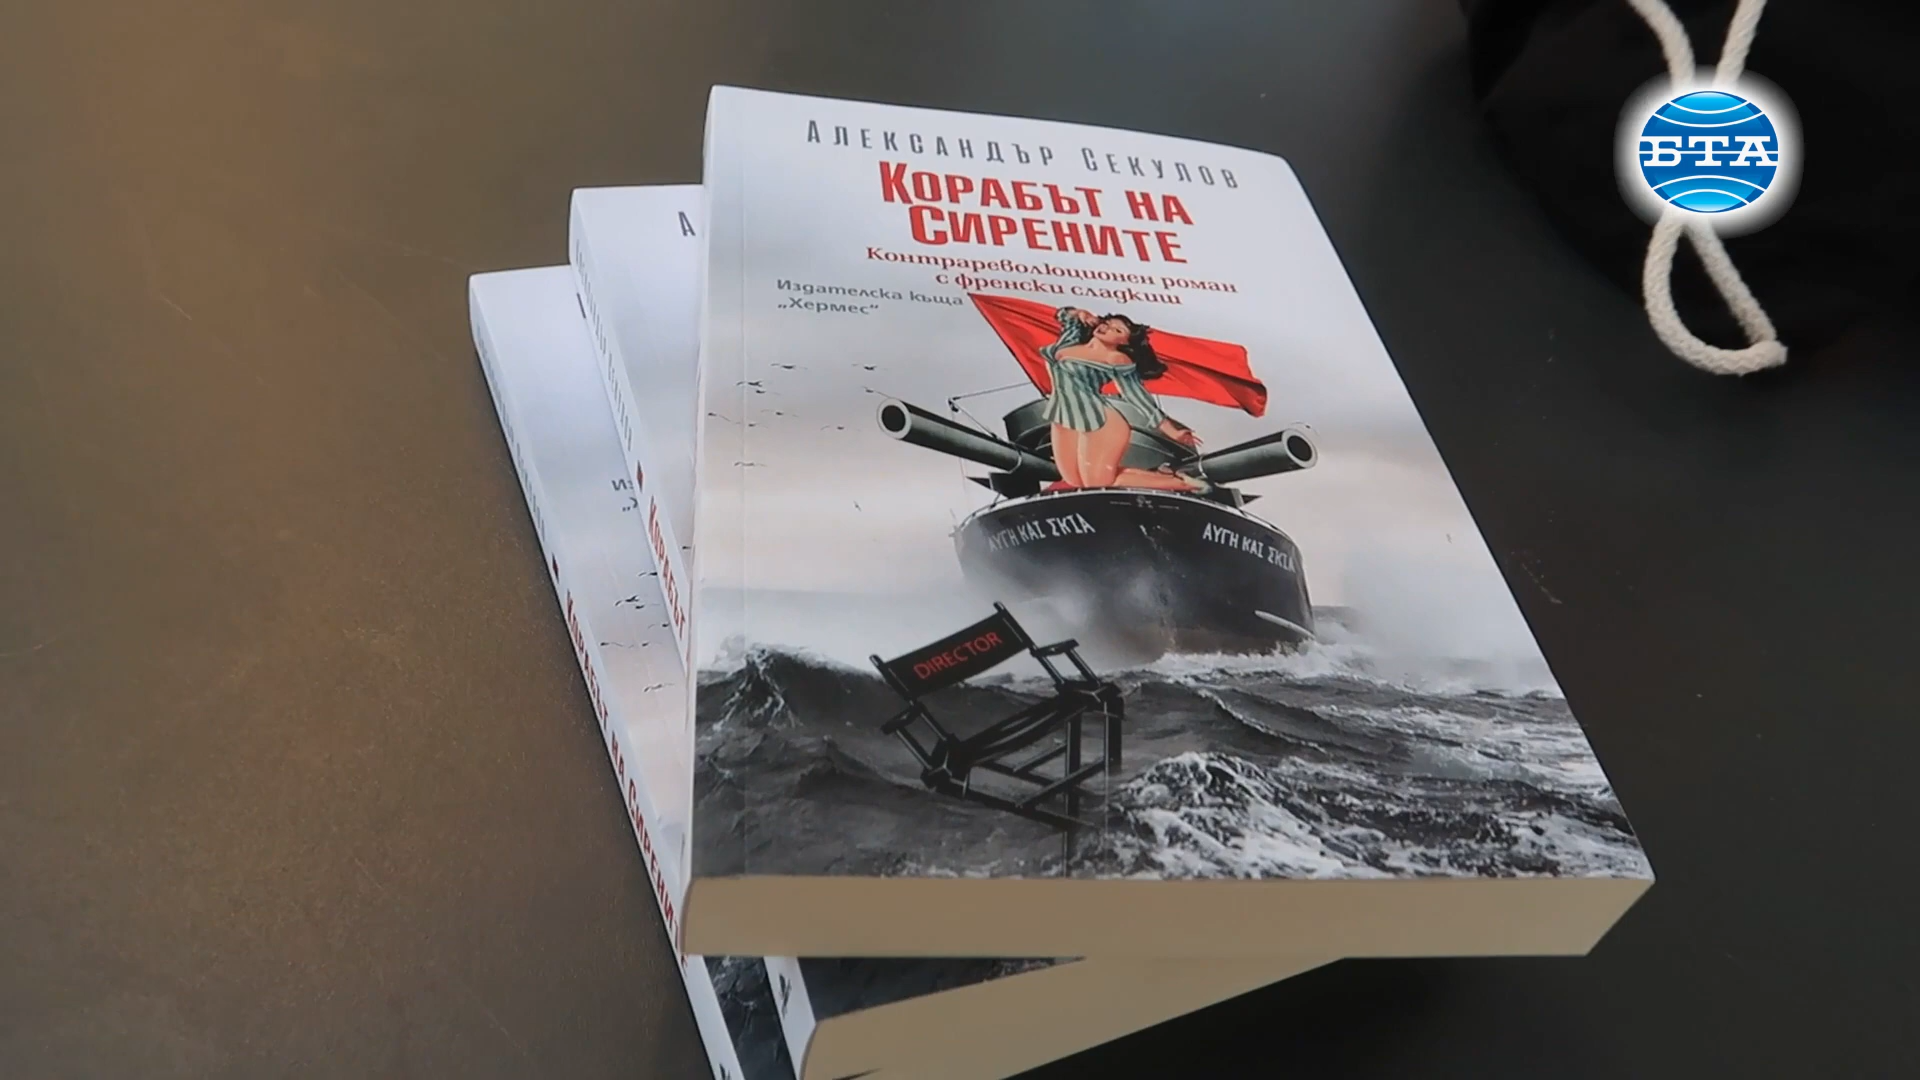 Александър Секулов
Корабът на
Сирените
Контрареволюционен роман
с френски сладкиш
Издателска къща
„Хермес“
ΑΥΓΗ ΚΑΙ ΣΚΙΑ
ΑΥΓΗ ΚΑΙ ΣΚΙΑ
DIRECTOR
Корабът
Корабът на Сирените
БТА